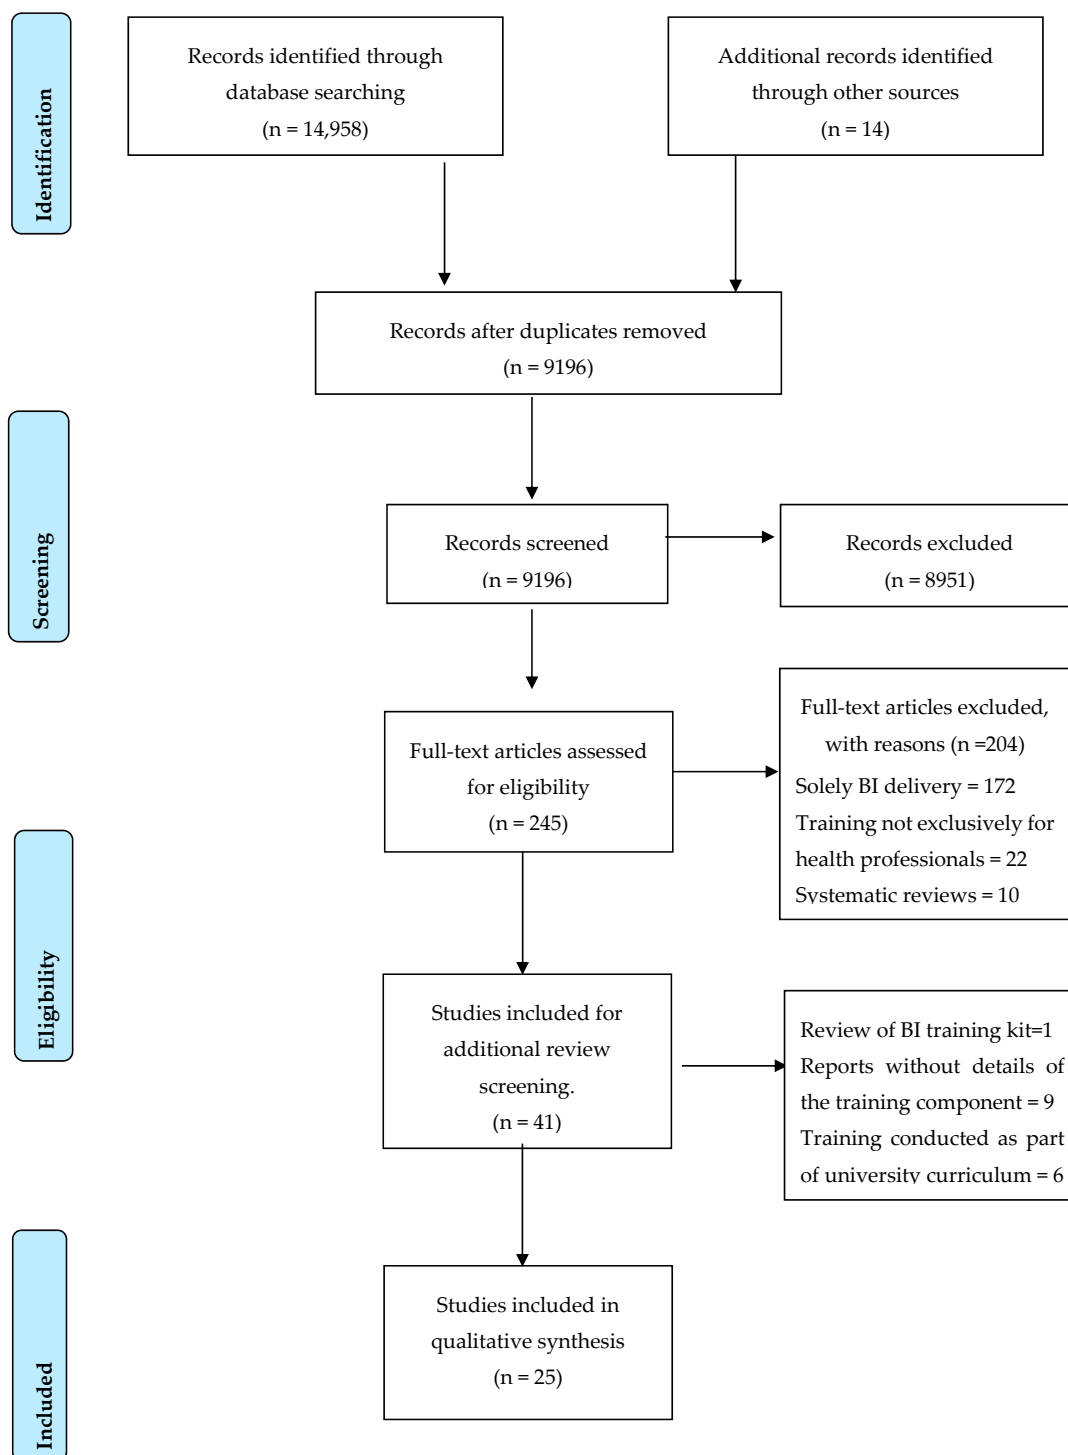 Identification
Records identified through
database searching
(n = 14,958)
Additional records identified
through other sources
(n = 14)
Records after duplicates removed
(n = 9196)
Screening
Records screened
(n = 9196)
Records excluded
(n = 8951)
Full-text articles assessed
for eligibility
(n = 245)
Full-text articles excluded,
with reasons (n =204)
Solely BI delivery = 172
Training not exclusively for
health professionals = 22
Systematic reviews = 10
Eligibility
Studies included for
additional review
screening.
(n = 41)
Review of BI training kit=1
Reports without details of
the training component = 9
Training conducted as part
of university curriculum = 6
Included
Studies included in
qualitative synthesis
(n = 25)